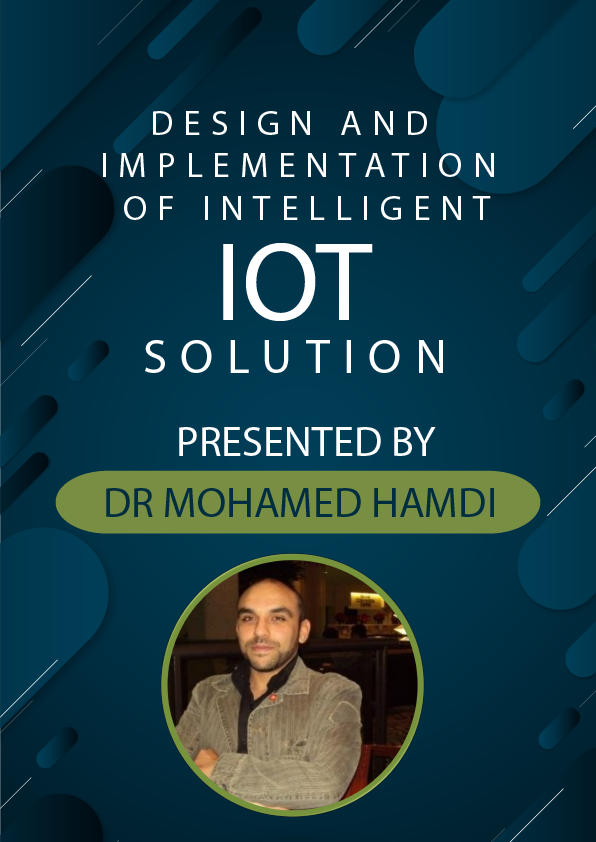 DESIGN AND
IMPLEMENTATION
OF INTELLIGENT
IOT
SOLUTION
PRESENTED BY
DR MOHAMED HAMDI